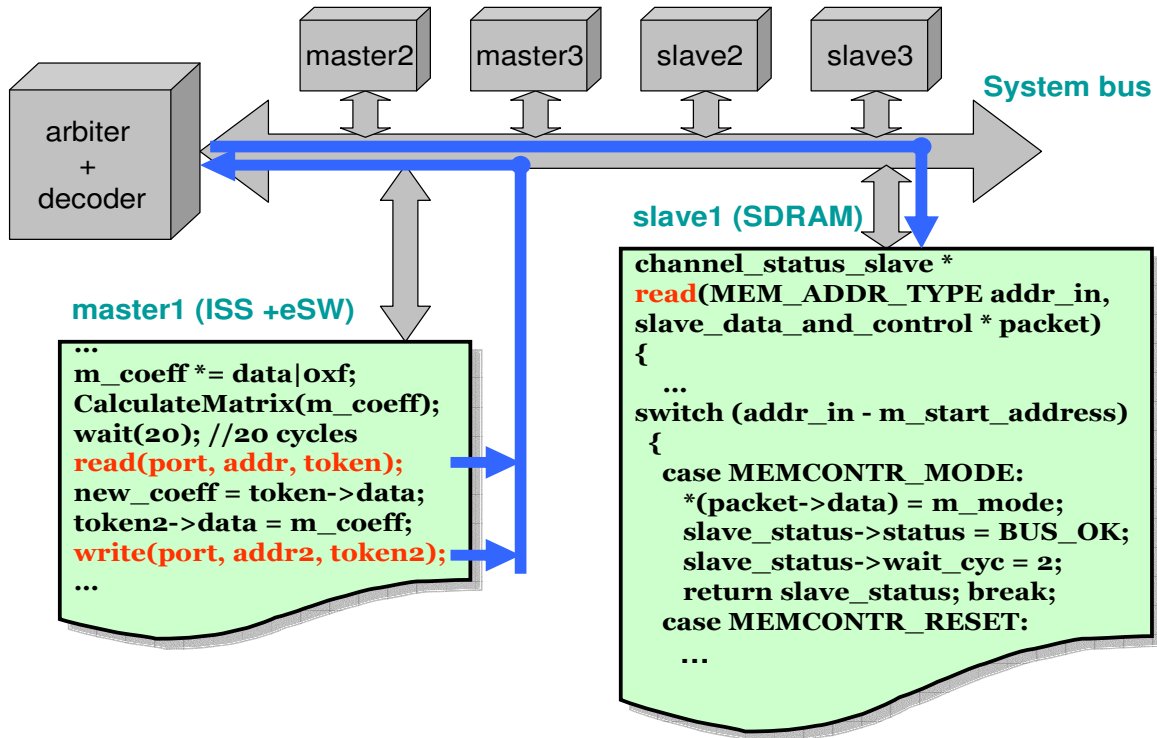 master2
master3
slave2
slave3
System bus
arbiter
+
decoder
slave1 (SDRAM)
master1 (ISS +eSW)
...
m_coeff *= data|0xf;
CalculateMatrix(m_coeff);
wait(20); //20 cycles
read(port, addr, token);
new_coeff = token->data;
token2->data = m_coeff;
write(port, addr2, token2);
...
channel_status_slave *
read(MEM_ADDR_TYPE addr_in,
slave_data_and_control * packet)
{
...
switch (addr_in - m_start_address)
{
case MEMCONTR_MODE:
*(packet->data) = m_mode;
slave_status->status = BUS_OK;
slave_status->wait_cyc = 2;
return slave_status; break;
case MEMCONTR_RESET:
...